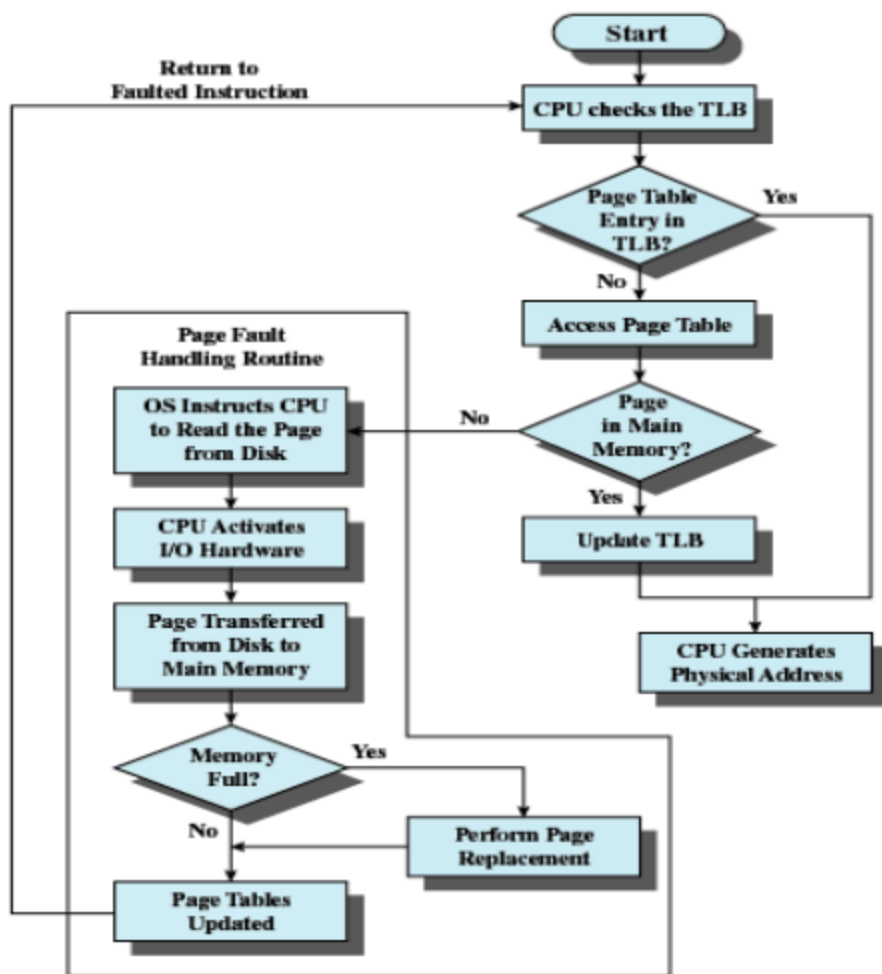 Start
Return to
Faulted Instruction
CPU checks the TLB
Page Table
Entry in
TLB?
Yes
No
Access Page Table
Page Fault
Handling Routine
Page
in Main
Memory?
No
Yes
OS Instructs CPU
to Read the Page
from Disk
Update TLB
CPU Activates
I/O Hardware
CPU Generates
Physical Address
Page Transferred
from Disk to
Main Memory
Memory
Full?
Yes
No
Perform Page
Replacement
Page Tables
Updated